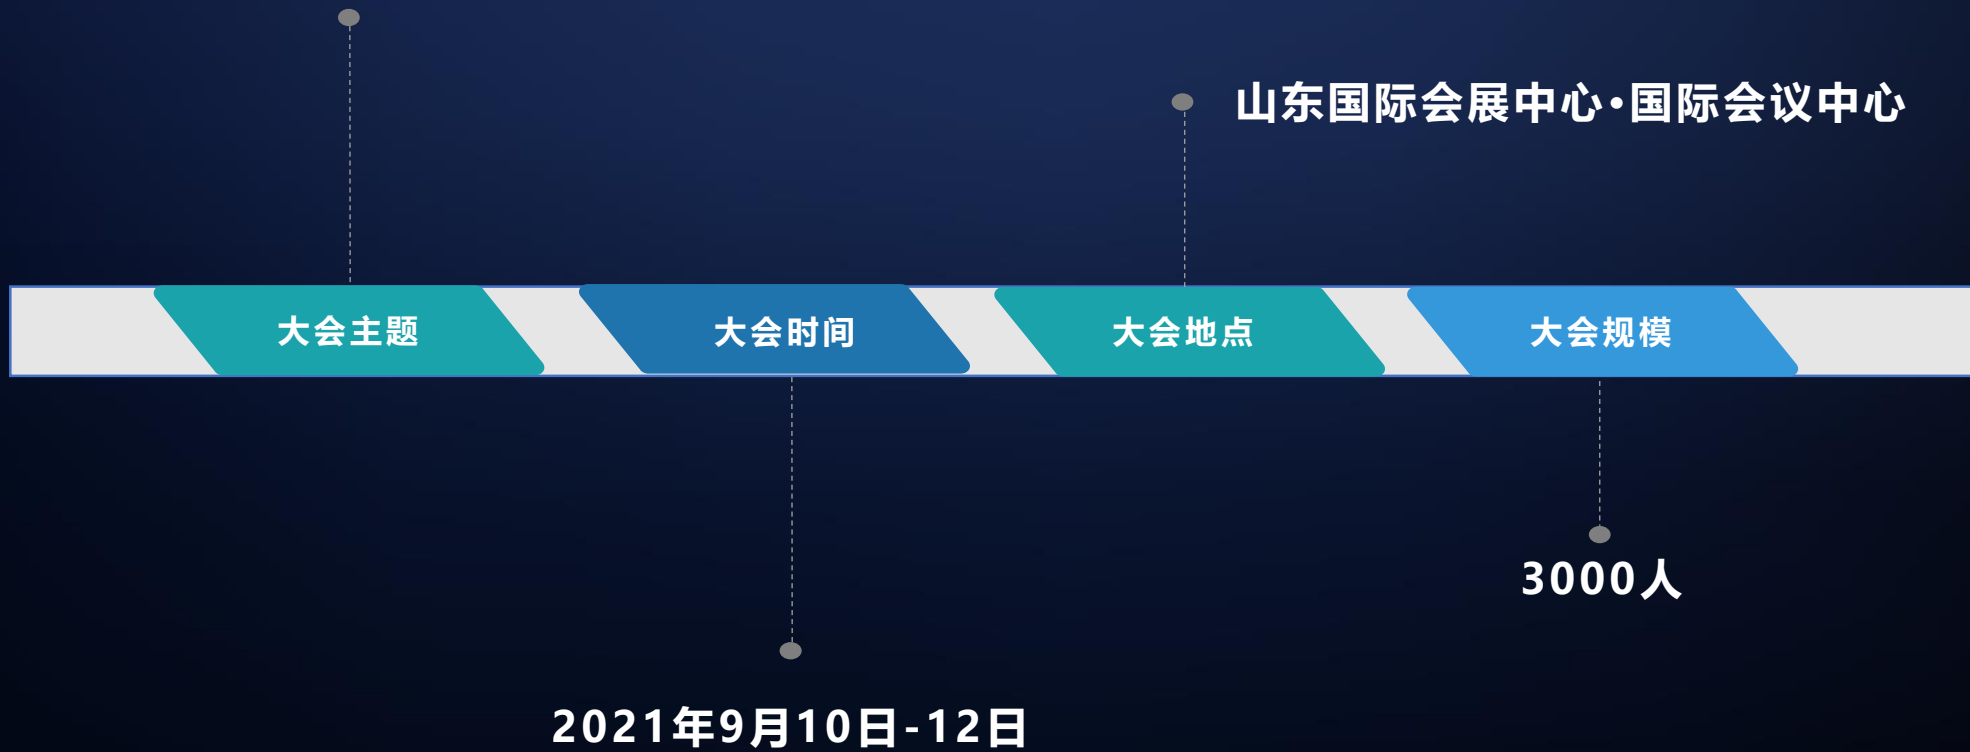 山东国际会展中心·国际会议中心
大会主题
大会时间
大会地点
大会规模
3000人
2021年9月10日-12日